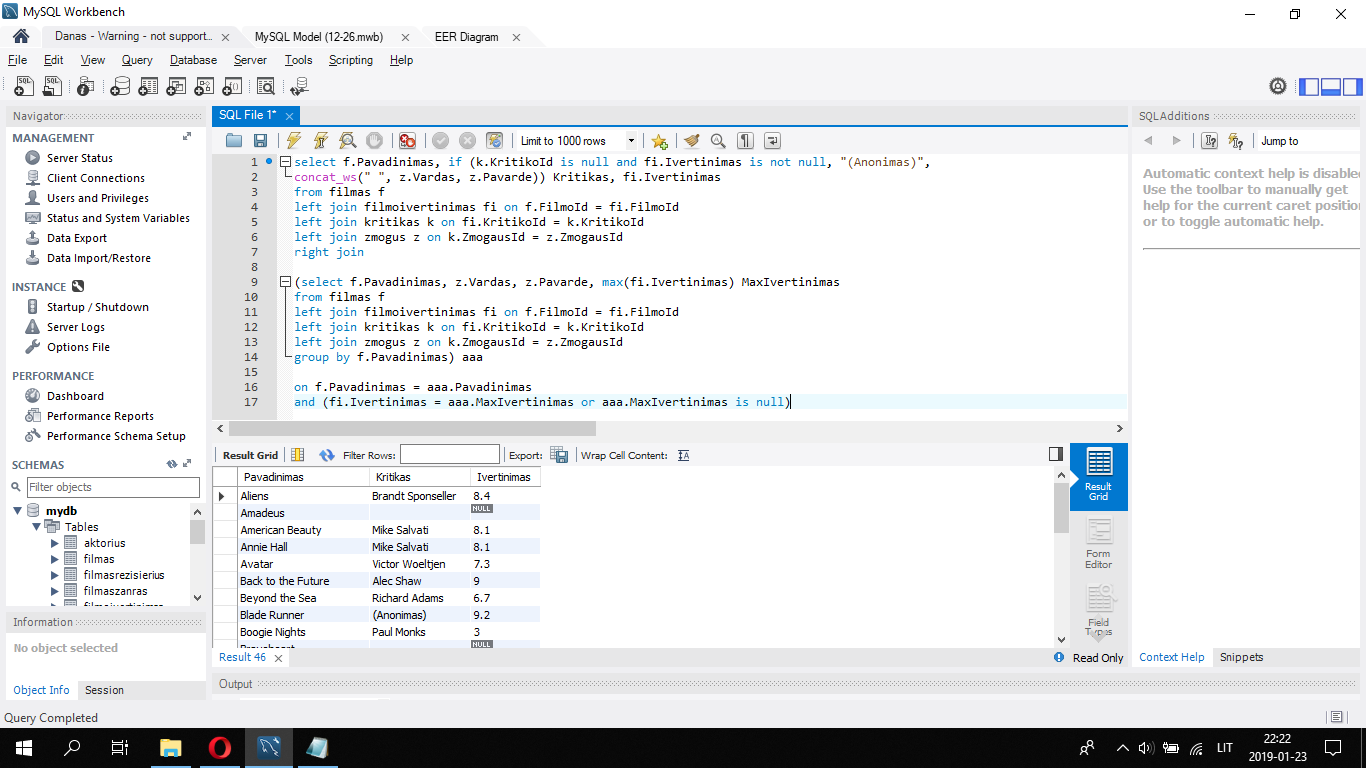 MySQL Workbench
Danas - Warning - not support...
MySQL Model (12-26.mwb)
EER Diagram
File Edit View Query Database Server Tools Scripting Help
Navigator
MANAGEMENT
Server Status
Client Connections
Users and Privileges
Status and System Variables
Data Export
Data Import/Restore
INSTANCE
Startup / Shutdown
Server Logs
Options File
PERFORMANCE
Dashboard
Performance Reports
Performance Schema Setup
SCHEMAS
Filter objects
mydb
Tables
aktorius
filmas
filmasrezisierius
filmaszanras
Information
No object selected
Object Info Session
SQL File 1*
Limit to 1000 rows
1 select f.Pavadinimas, if (k.KritikoId is null and fi.Ivertinimas is not null, "(Anonimas)",
2 concat_ws(" ", z.Vardas, z.Pavarde)) Kritikas, fi.Ivertinimas
3 from filmas f
4 left join filmoivertinimas fi on f.FilmoId = fi.FilmoId
5 left join kritikas k on fi.KritikoId = k.KritikoId
6 left join zmogus z on k.ZmogausId = z.ZmogausId
7 right join
8
9 (select f.Pavadinimas, z.Vardas, z.Pavarde, max(fi.Ivertinimas) MaxIvertinimas
10 from filmas f
11 left join filmoivertinimas fi on f.FilmoId = fi.FilmoId
12 left join kritikas k on fi.KritikoId = k.KritikoId
13 left join zmogus z on k.ZmogausId = z.ZmogausId
14 group by f.Pavadinimas) aaa
15
16 on f.Pavadinimas = aaa.Pavadinimas
17 and (fi.Ivertinimas = aaa.MaxIvertinimas or aaa.MaxIvertinimas is null)
Result Grid Filter Rows: Export: Wrap Cell Content:
Pavadinimas Kritikas Ivertinimas
Aliens Brandt Sponseller 8.4
Amadeus NULL
American Beauty Mike Salvati 8.1
Annie Hall Mike Salvati 8.1
Avatar Victor Woeltjen 7.3
Back to the Future Alec Shaw 9
Beyond the Sea Richard Adams 6.7
Blade Runner (Anonimas) 9.2
Boogie Nights Paul Monks 3
NULL
Result 46
Read Only
Result
Grid
Form
Editor
Field
Types
Output
SQLAdditions
Jump to
Automatic context help is disable
Use the toolbar to manually get
help for the current caret position
or to toggle automatic help.
Context Help Snippets
Query Completed
LIT
22:22
2019-01-23